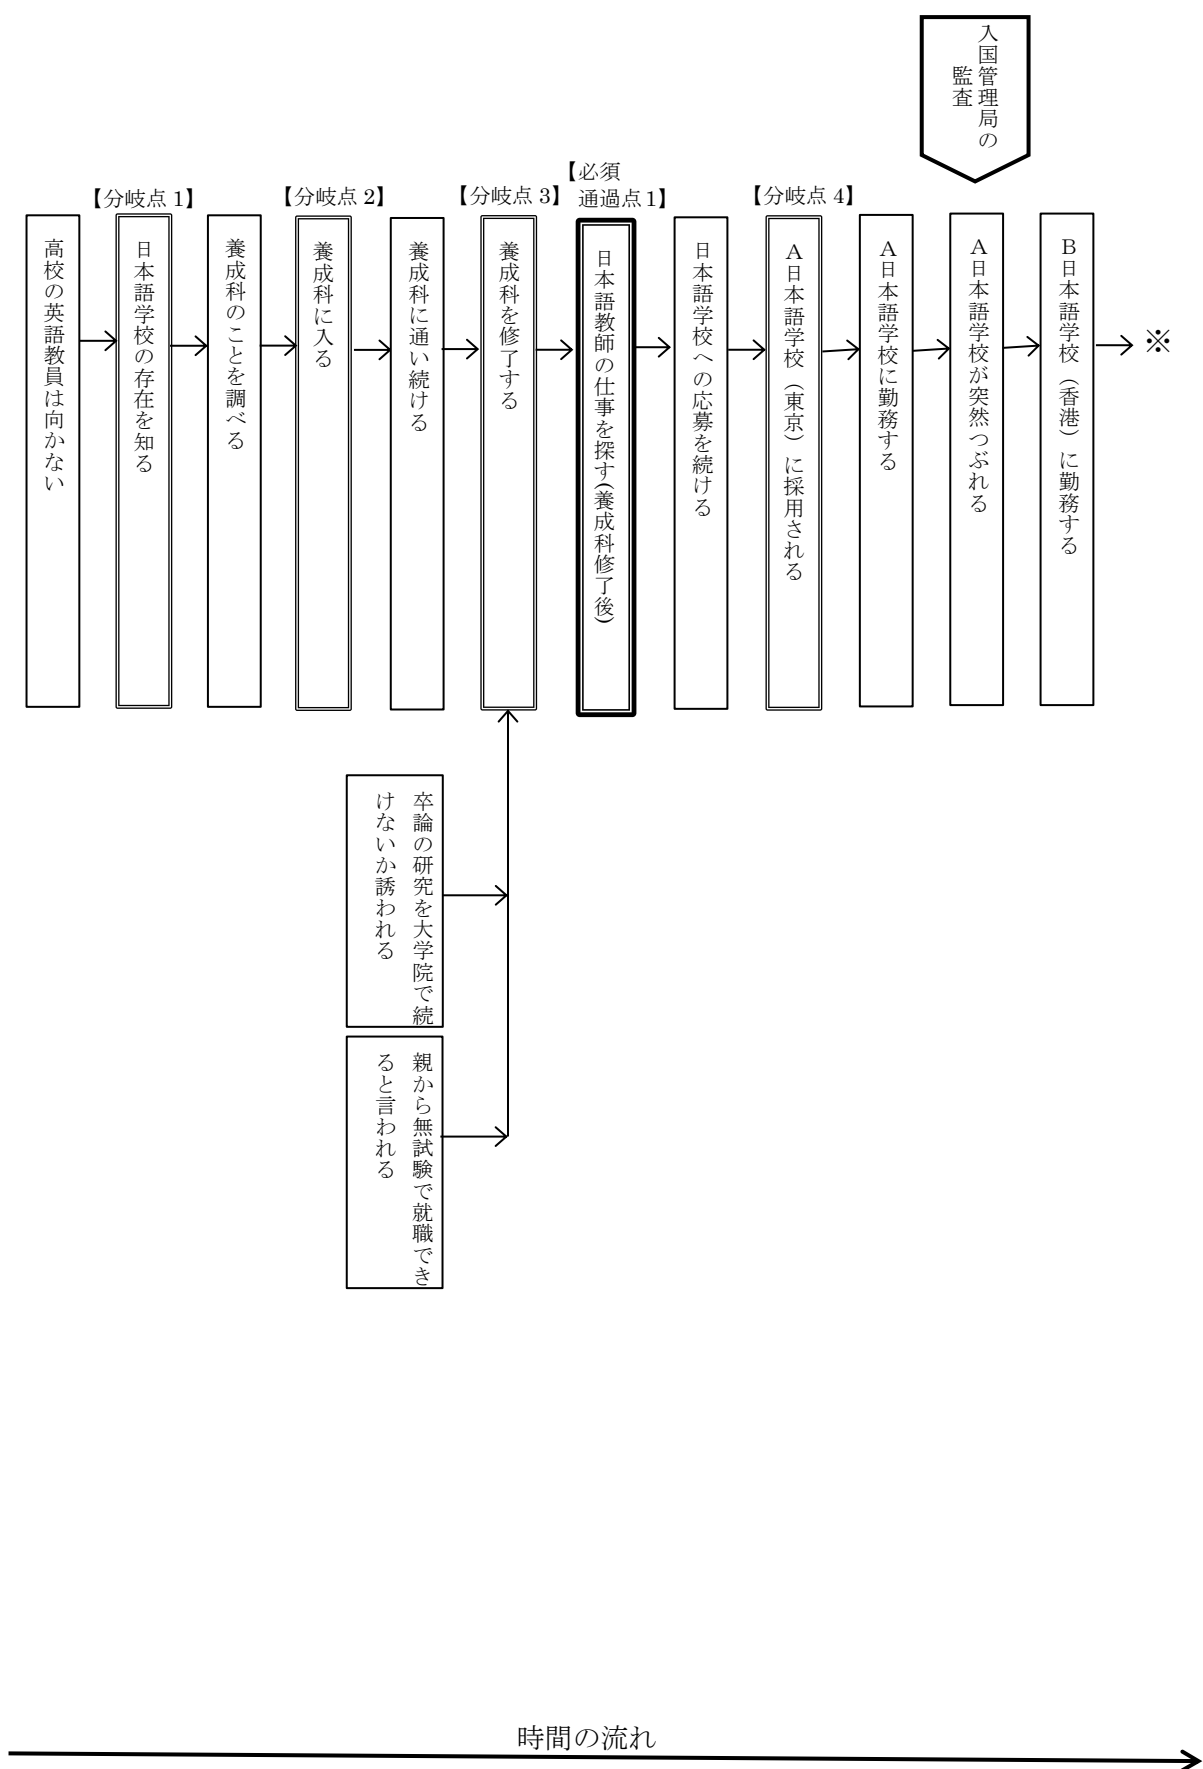 入国管理局の
監査
【分岐点 1】
【分岐点 2】
【分岐点 3】
【必須
通過点 1】
【分岐点 4】
高校の英語教員は向かない
日本語学校の存在を知る
養成科のことを調べる
養成科に入る
養成科に通い続ける
養成科を修了する
日本語教師の仕事を探す(養成科修了後)
日本語学校への応募を続ける
A日本語学校（東京）に採用される
A日本語学校に勤務する
A日本語学校が突然つぶれる
B日本語学校（香港）に勤務する
※
卒論の研究を大学院で続
けないか誘われる
親から無試験で就職でき
ると言われる
時間の流れ